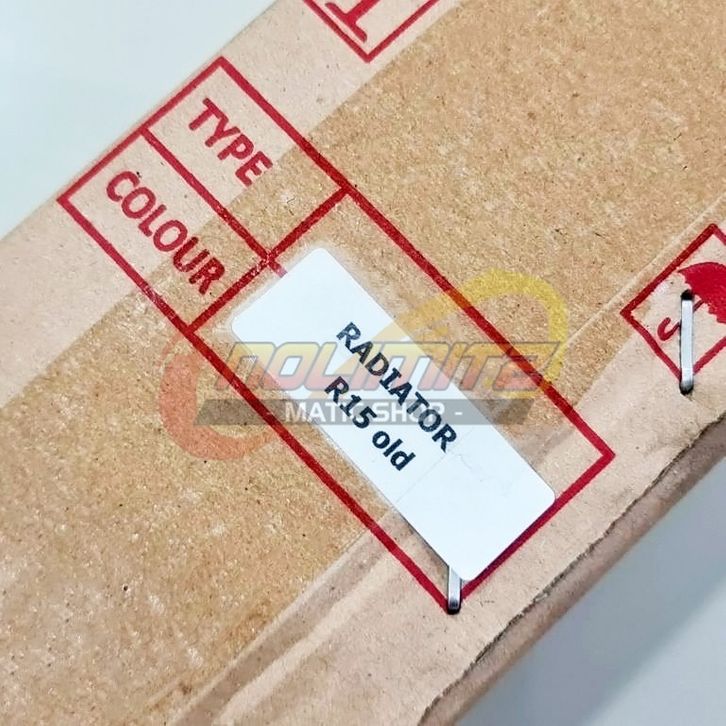 TYPE
COLOUR
RADIATOR
R15 old
NOLIMITZ
- MATIC SHOP -